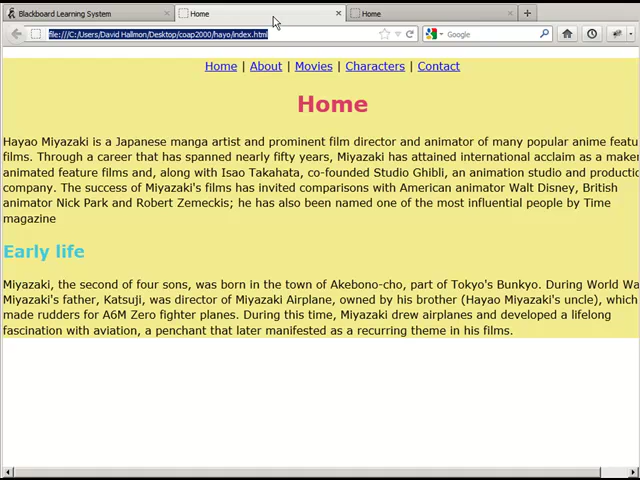 Blackboard Learning System
Home
Home
file:///C:/Users/David Hallmon/Desktop/coap2000/hayo/index.html
Google
Home | About | Movies | Characters | Contact
Home
Hayao Miyazaki is a Japanese manga artist and prominent film director and animator of many popular anime featu
films. Through a career that has spanned nearly fifty years, Miyazaki has attained international acclaim as a maker
animated feature films and, along with Isao Takahata, co-founded Studio Ghibli, an animation studio and productio
company. The success of Miyazaki's films has invited comparisons with American animator Walt Disney, British
animator Nick Park and Robert Zemeckis; he has also been named one of the most influential people by Time
magazine
Early life
Miyazaki, the second of four sons, was born in the town of Akebono-cho, part of Tokyo's Bunkyo. During World Wa
Miyazaki's father, Katsuji, was director of Miyazaki Airplane, owned by his brother (Hayao Miyazaki's uncle), which
made rudders for A6M Zero fighter planes. During this time, Miyazaki drew airplanes and developed a lifelong
fascination with aviation, a penchant that later manifested as a recurring theme in his films.